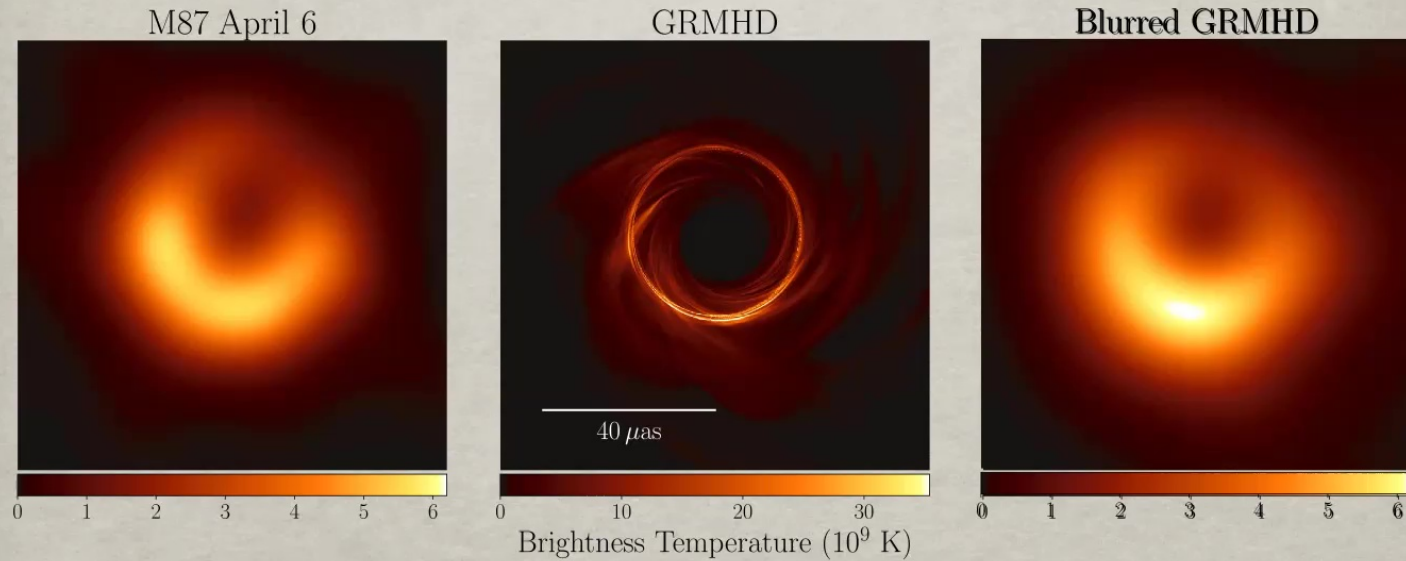 M87 April 6
GRMHD
Blurred GRMHD
40 μas
0 1 2 3 4 5 6
0 10 20 30
0 1 2 3 4 5 6
Brightness Temperature (10⁹ K)